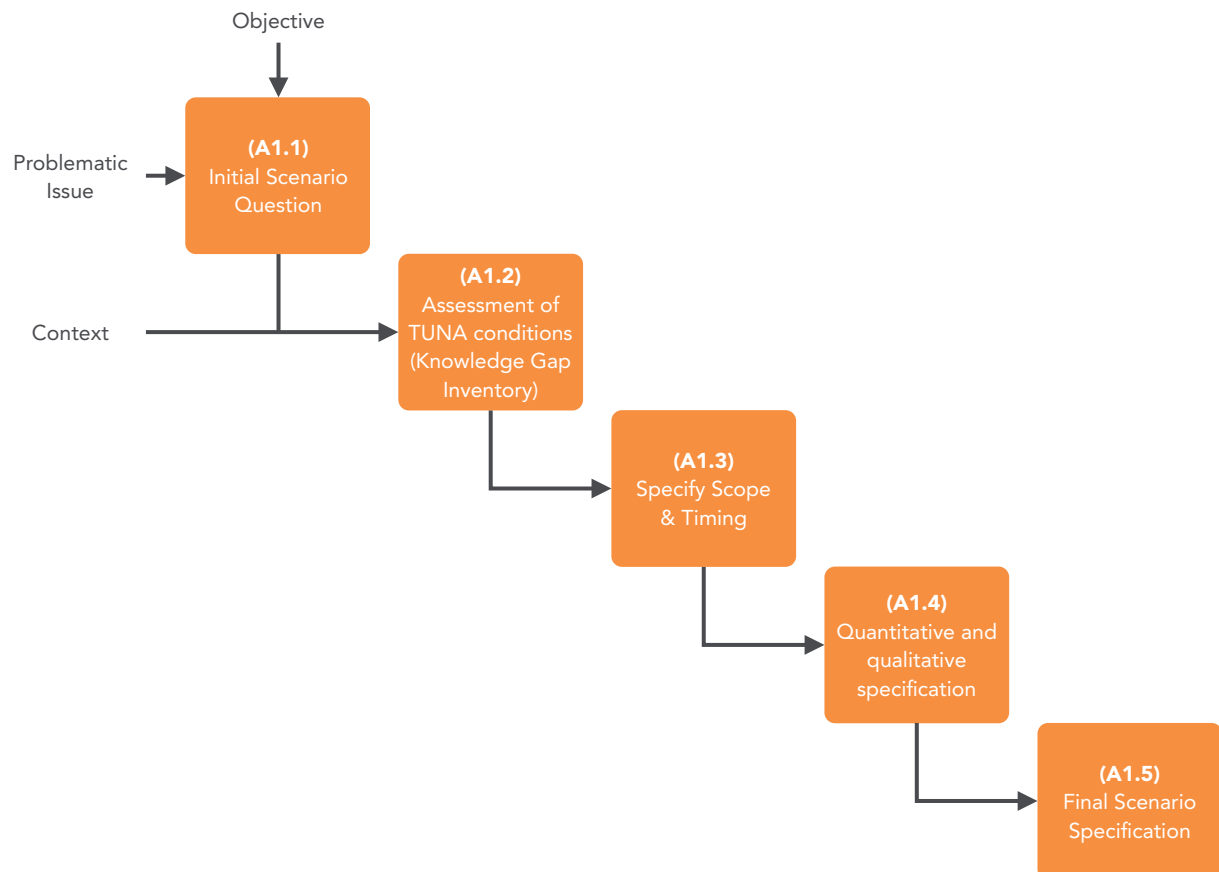 Objective
(A1.1)
Initial Scenario
Question
Problematic
Issue
(A1.2)
Assessment of
TUNA conditions
(Knowledge Gap
Inventory)
Context
(A1.3)
Specify Scope
& Timing
(A1.4)
Quantitative and
qualitative
specification
(A1.5)
Final Scenario
Specification